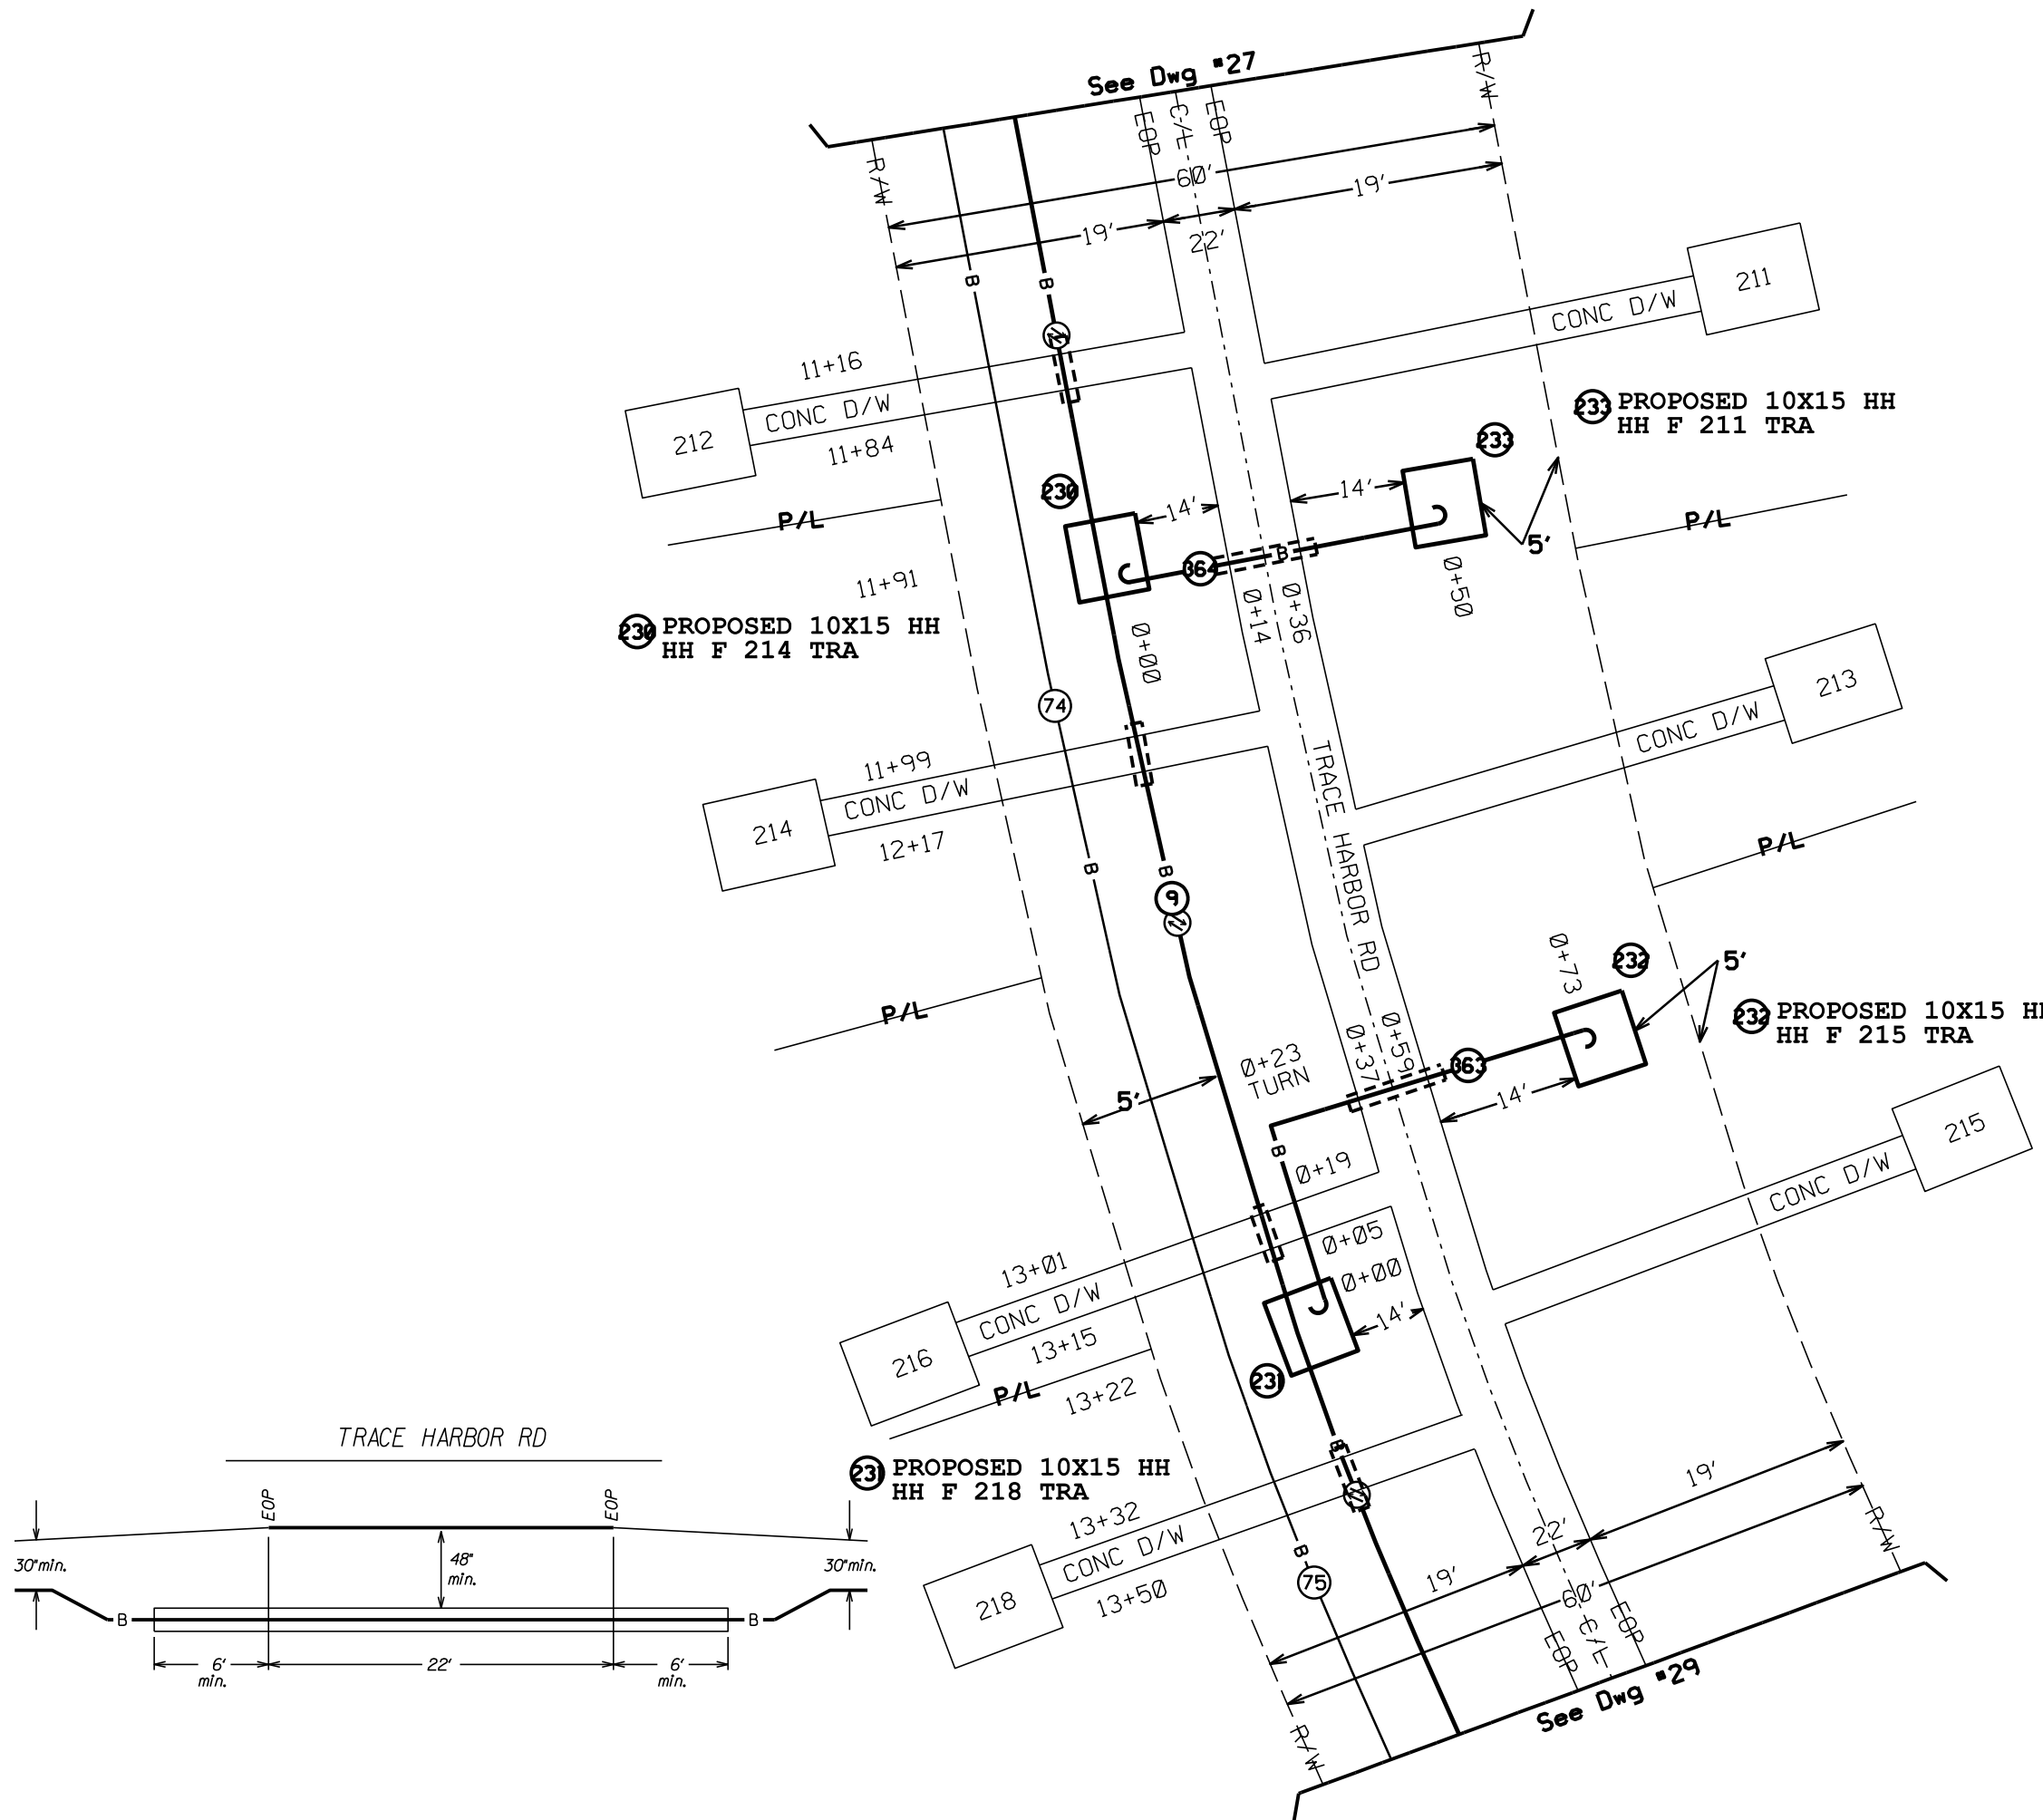 See Dwg #27
R/W
EOP
C/L
EOP
R/W
60'
19'
22'
19'
B
B
211
CONC D/W
11+16
212
CONC D/W
11+84
P/L
11+91
230
14'
14'
233
233 PROPOSED 10X15 HH
HH F 211 TRA
P/L
5'
364
B
0+50
0+14
0+36
0+00
230 PROPOSED 10X15 HH
HH F 214 TRA
74
213
CONC D/W
11+99
214
CONC D/W
12+17
TRACE HARBOR RD
P/L
B
B
9
P/L
0+73
232
5'
232 PROPOSED 10X15 H
HH F 215 TRA
0+23
TURN
0+37
0+59
363
14'
5'
B
0+19
215
CONC D/W
0+05
0+00
14'
13+01
216
CONC D/W
13+15
P/L
13+22
231
231 PROPOSED 10X15 HH
HH F 218 TRA
B
13+32
218
CONC D/W
13+50
B
75
19'
22'
19'
60'
R/W
EOP
C/L
EOP
R/W
See Dwg #29
TRACE HARBOR RD
EOP
EOP
30"min.
48"
min.
30"min.
B
B
6'
min.
22'
6'
min.